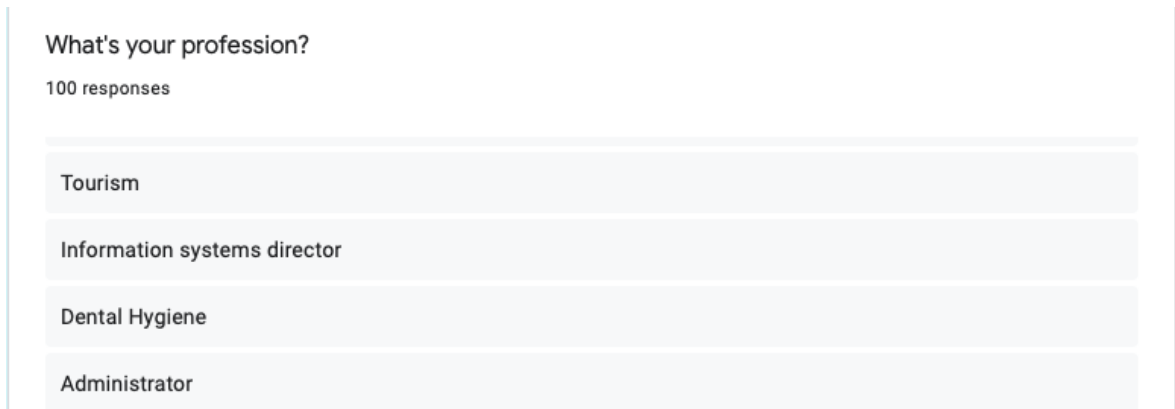 What's your profession?
100 responses
Tourism
Information systems director
Dental Hygiene
Administrator